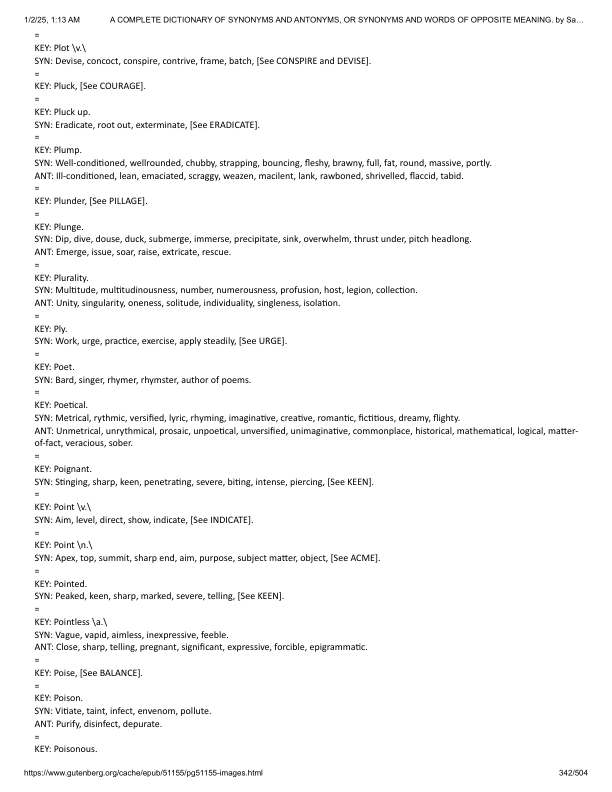 1/2/25, 1:13 AM A COMPLETE DICTIONARY OF SYNONYMS AND ANTONYMS, OR SYNONYMS AND WORDS OF OPPOSITE MEANING. by Sa…
=
KEY: Plot \v.\
SYN: Devise, concoct, conspire, contrive, frame, batch, [See CONSPIRE and DEVISE].
=
KEY: Pluck, [See COURAGE].
=
KEY: Pluck up.
SYN: Eradicate, root out, exterminate, [See ERADICATE].
=
KEY: Plump.
SYN: Well-conditioned, wellrounded, chubby, strapping, bouncing, fleshy, brawny, full, fat, round, massive, portly.
ANT: Ill-conditioned, lean, emaciated, scraggy, weazen, macilent, lank, rawboned, shrivelled, flaccid, tabid.
=
KEY: Plunder, [See PILLAGE].
=
KEY: Plunge.
SYN: Dip, dive, douse, duck, submerge, immerse, precipitate, sink, overwhelm, thrust under, pitch headlong.
ANT: Emerge, issue, soar, raise, extricate, rescue.
=
KEY: Plurality.
SYN: Multitude, multitudinousness, number, numerousness, profusion, host, legion, collection.
ANT: Unity, singularity, oneness, solitude, individuality, singleness, isolation.
=
KEY: Ply.
SYN: Work, urge, practice, exercise, apply steadily, [See URGE].
=
KEY: Poet.
SYN: Bard, singer, rhymer, rhymster, author of poems.
=
KEY: Poetical.
SYN: Metrical, rythmic, versified, lyric, rhyming, imaginative, creative, romantic, fictitious, dreamy, flighty.
ANT: Unmetrical, unrythmical, prosaic, unpoetical, unversified, unimaginative, commonplace, historical, mathematical, logical, matter-
of-fact, veracious, sober.
=
KEY: Poignant.
SYN: Stinging, sharp, keen, penetrating, severe, biting, intense, piercing, [See KEEN].
=
KEY: Point \v.\
SYN: Aim, level, direct, show, indicate, [See INDICATE].
=
KEY: Point \n.\
SYN: Apex, top, summit, sharp end, aim, purpose, subject matter, object, [See ACME].
=
KEY: Pointed.
SYN: Peaked, keen, sharp, marked, severe, telling, [See KEEN].
=
KEY: Pointless \a.\
SYN: Vague, vapid, aimless, inexpressive, feeble.
ANT: Close, sharp, telling, pregnant, significant, expressive, forcible, epigrammatic.
=
KEY: Poise, [See BALANCE].
=
KEY: Poison.
SYN: Vitiate, taint, infect, envenom, pollute.
ANT: Purify, disinfect, depurate.
=
KEY: Poisonous.
https://www.gutenberg.org/cache/epub/51155/pg51155-images.html 342/504